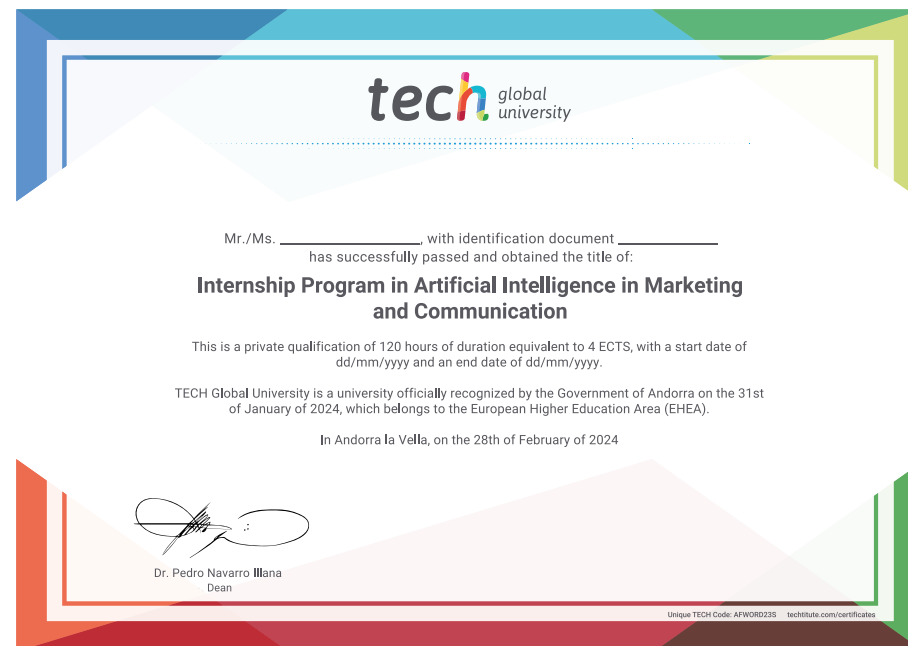 tech global
university
Mr./Ms. ____________________, with identification document ______________
has successfully passed and obtained the title of:
Internship Program in Artificial Intelligence in Marketing
and Communication
This is a private qualification of 120 hours of duration equivalent to 4 ECTS, with a start date of
dd/mm/yyyy and an end date of dd/mm/yyyy.
TECH Global University is a university officially recognized by the Government of Andorra on the 31st
of January of 2024, which belongs to the European Higher Education Area (EHEA).
In Andorra la Vella, on the 28th of February of 2024
Dr. Pedro Navarro Illana
Dean
Unique TECH Code: AFWORD23S techtitute.com/certificates